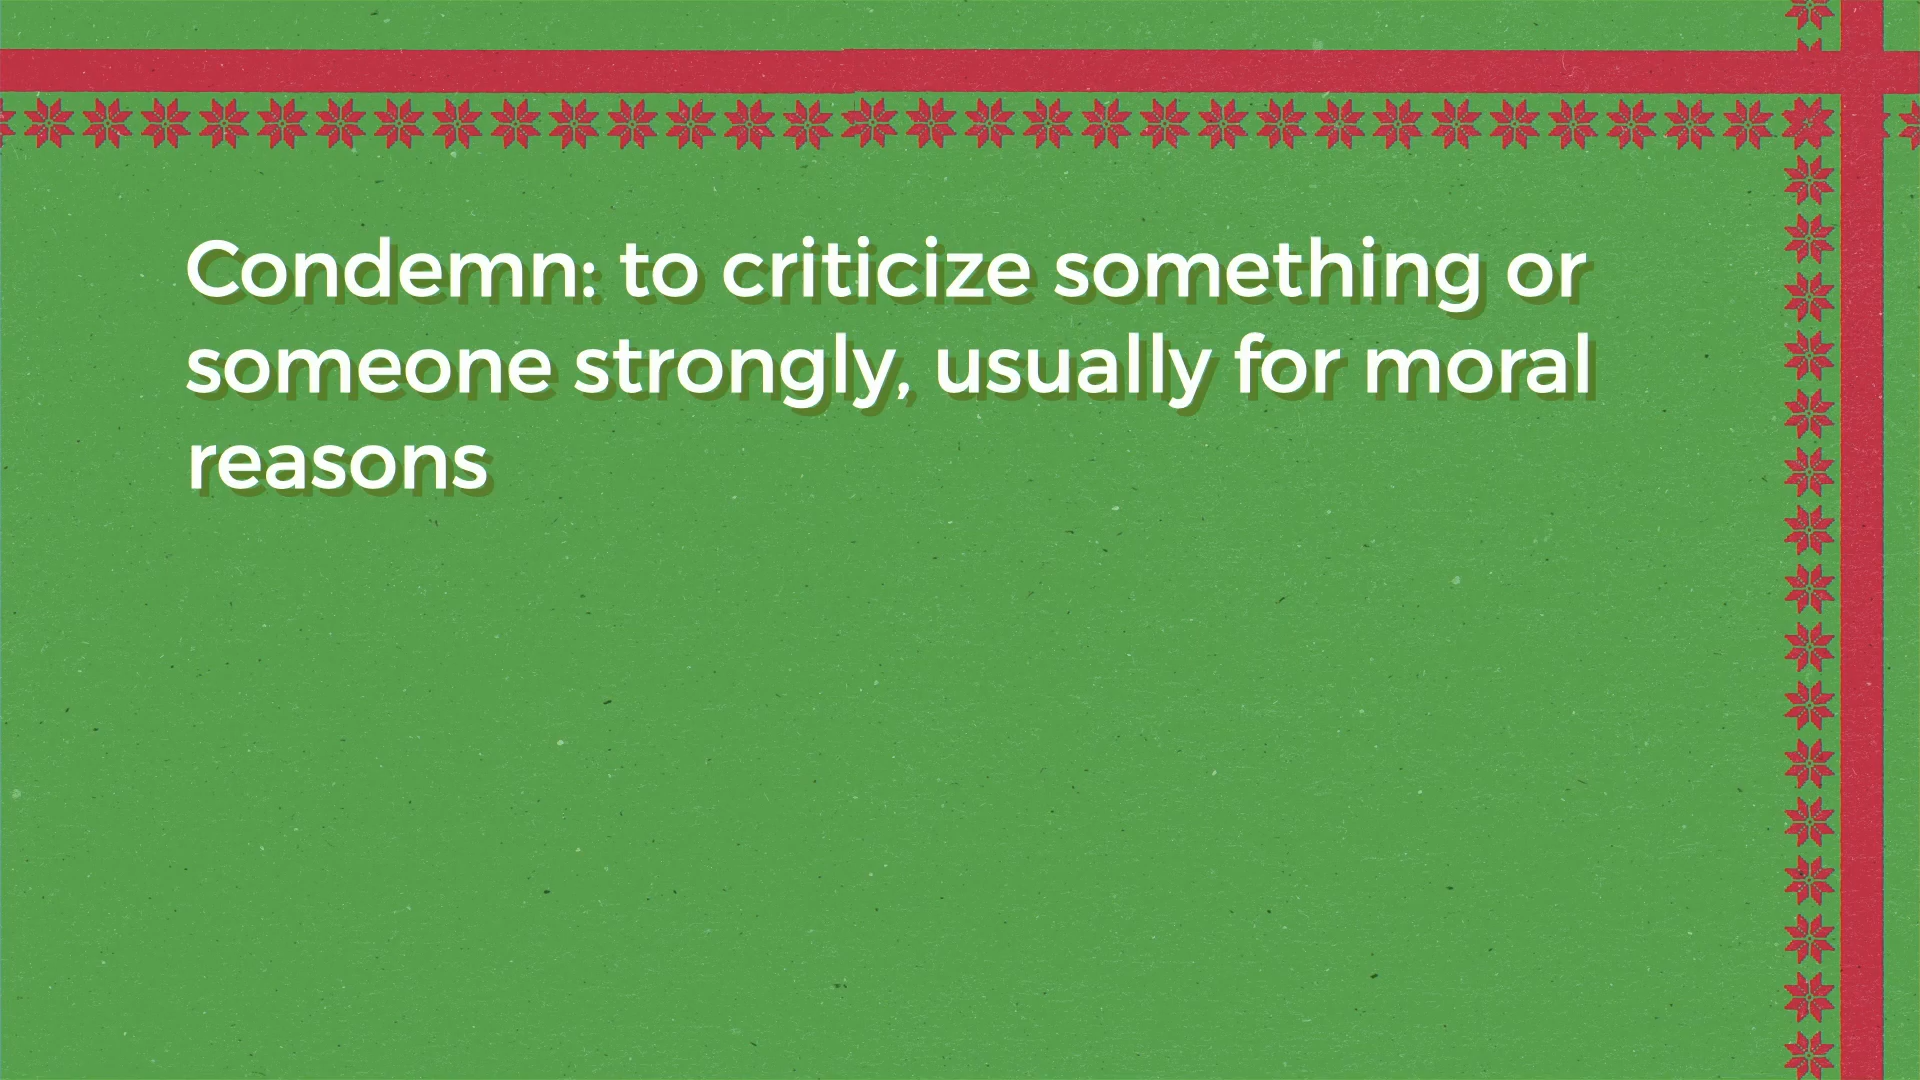 Condemn: to criticize something or
someone strongly, usually for moral
reasons